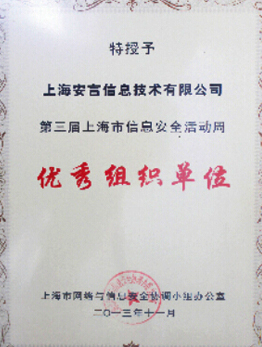 特授予
上海安言信息技术有限公司
第三届上海市信息安全活动周
优秀组织单位
上海市网络与信息安全协调小组办公室
二〇一三年十一月